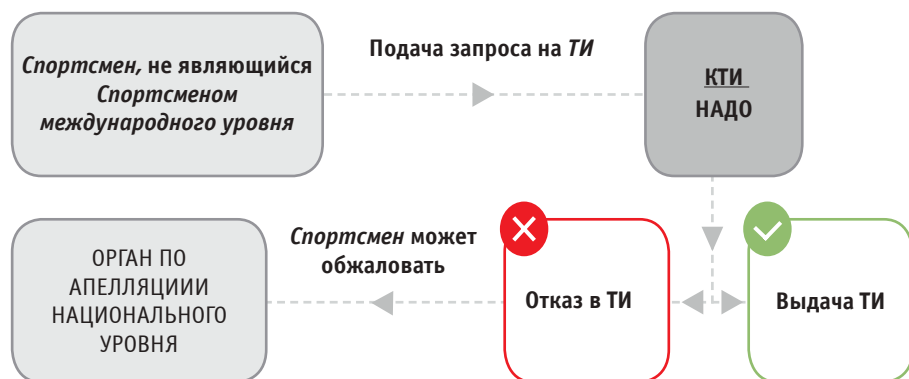 Спортсмен, не являющийся
Спортсменом
международного уровня
Подача запроса на ТИ
КТИ
НАДО
ОРГАН ПО
АПЕЛЛЯЦИИИ
НАЦИОНАЛЬНОГО
УРОВНЯ
Спортсмен может
обжаловать
Отказ в ТИ
Выдача ТИ